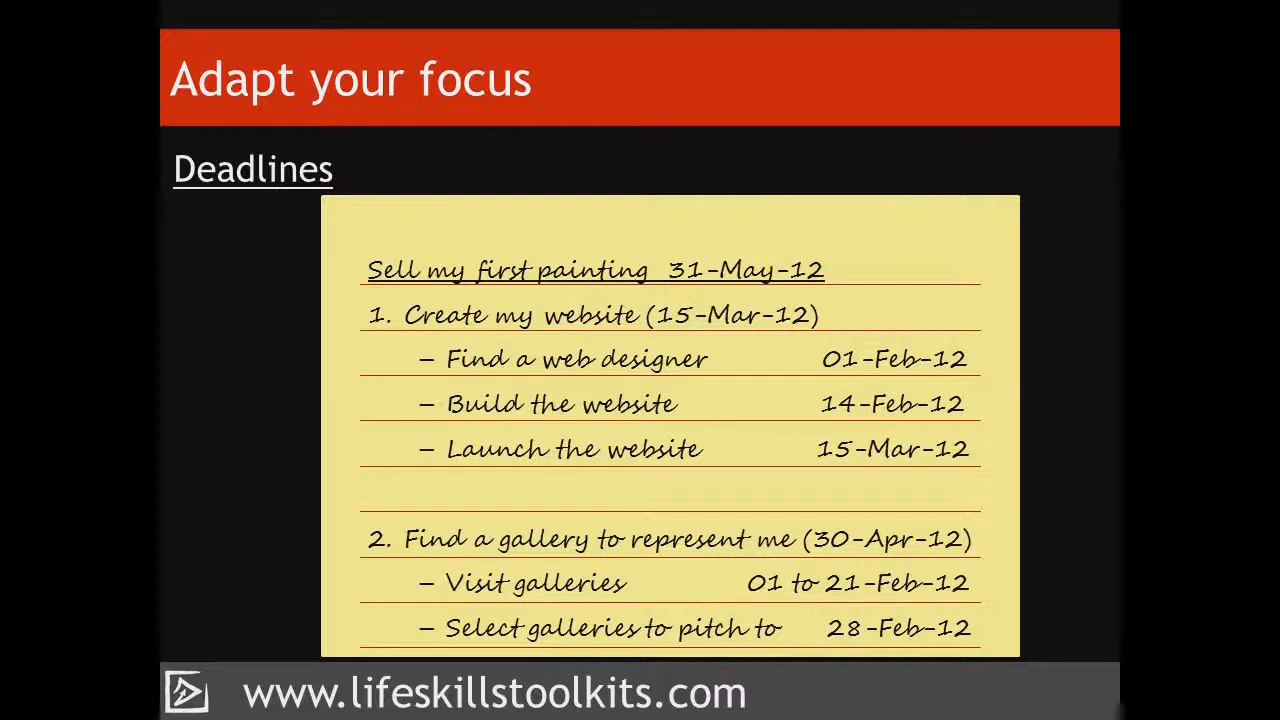 Adapt your focus
Deadlines
Sell my first painting 31-May-12
1. Create my website (15-Mar-12)
– Find a web designer 01-Feb-12
– Build the website 14-Feb-12
– Launch the website 15-Mar-12
2. Find a gallery to represent me (30-Apr-12)
– Visit galleries 01 to 21-Feb-12
– Select galleries to pitch to 28-Feb-12
www.lifeskillstoolkits.com